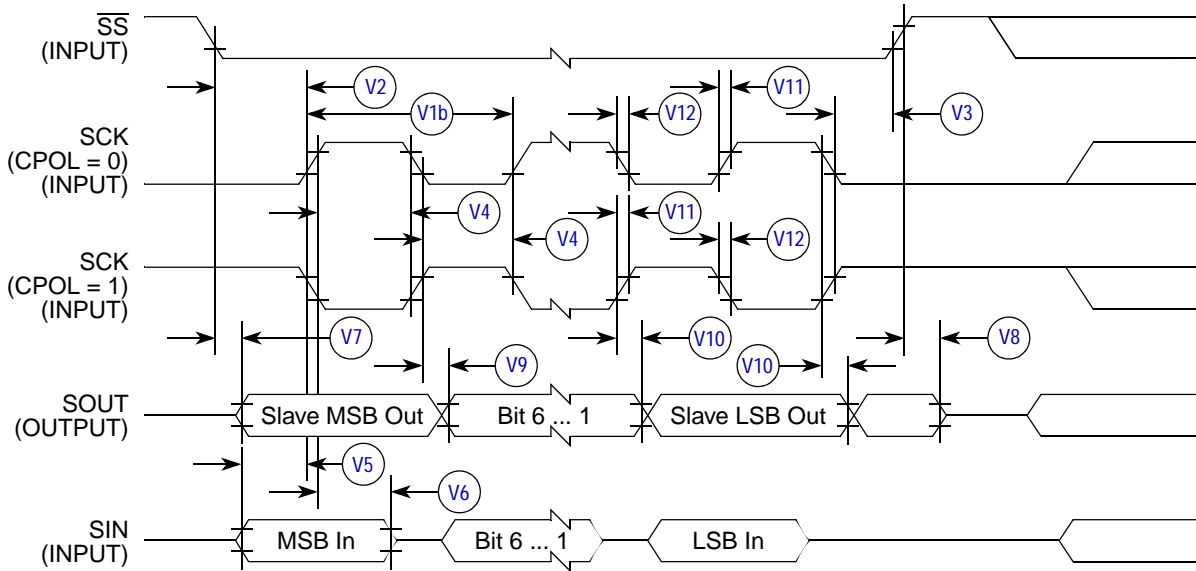 SS
(INPUT)
V2
V11
V1b
V12
V3
SCK
(CPOL = 0)
(INPUT)
V4
V11
V4
V12
SCK
(CPOL = 1)
(INPUT)
V7
V10
V8
V9
V10
SOUT
(OUTPUT)
Slave MSB Out
Bit 6 ... 1
Slave LSB Out
V5
V6
SIN
(INPUT)
MSB In
Bit 6 ... 1
LSB In